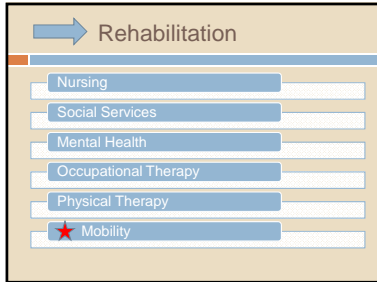 Rehabilitation
Nursing
Social Services
Mental Health
Occupational Therapy
Physical Therapy
Mobility